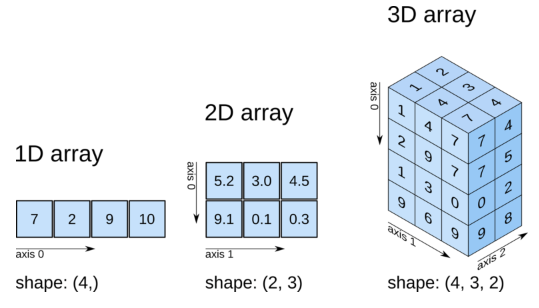 3D array
2D array
1D array
axis 0
axis 0
1 2
4 3
7 4
1 4 7 7 4
2 9 7 7 5
1 3 0 0 2
9 6 9 9 8
5.2 3.0 4.5
9.1 0.1 0.3
7 2 9 10
axis 0
axis 1
axis 1
axis 2
shape: (4,)
shape: (2, 3)
shape: (4, 3, 2)